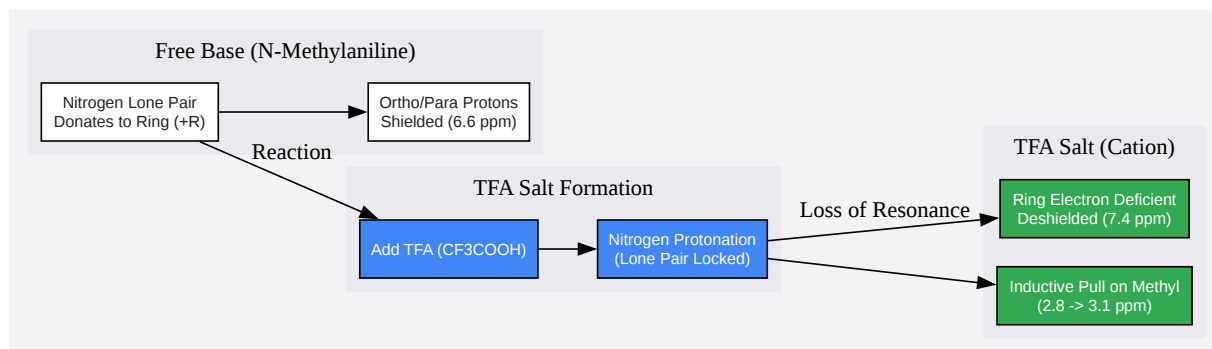 Free Base (N-Methylaniline)
Nitrogen Lone Pair
Donates to Ring (+R)
Ortho/Para Protons
Shielded (6.6 ppm)
Reaction
TFA Salt Formation
Add TFA (CF3COOH)
Nitrogen Protonation
(Lone Pair Locked)
Loss of Resonance
TFA Salt (Cation)
Ring Electron Deficient
Deshielded (7.4 ppm)
Inductive Pull on Methyl
(2.8 -> 3.1 ppm)